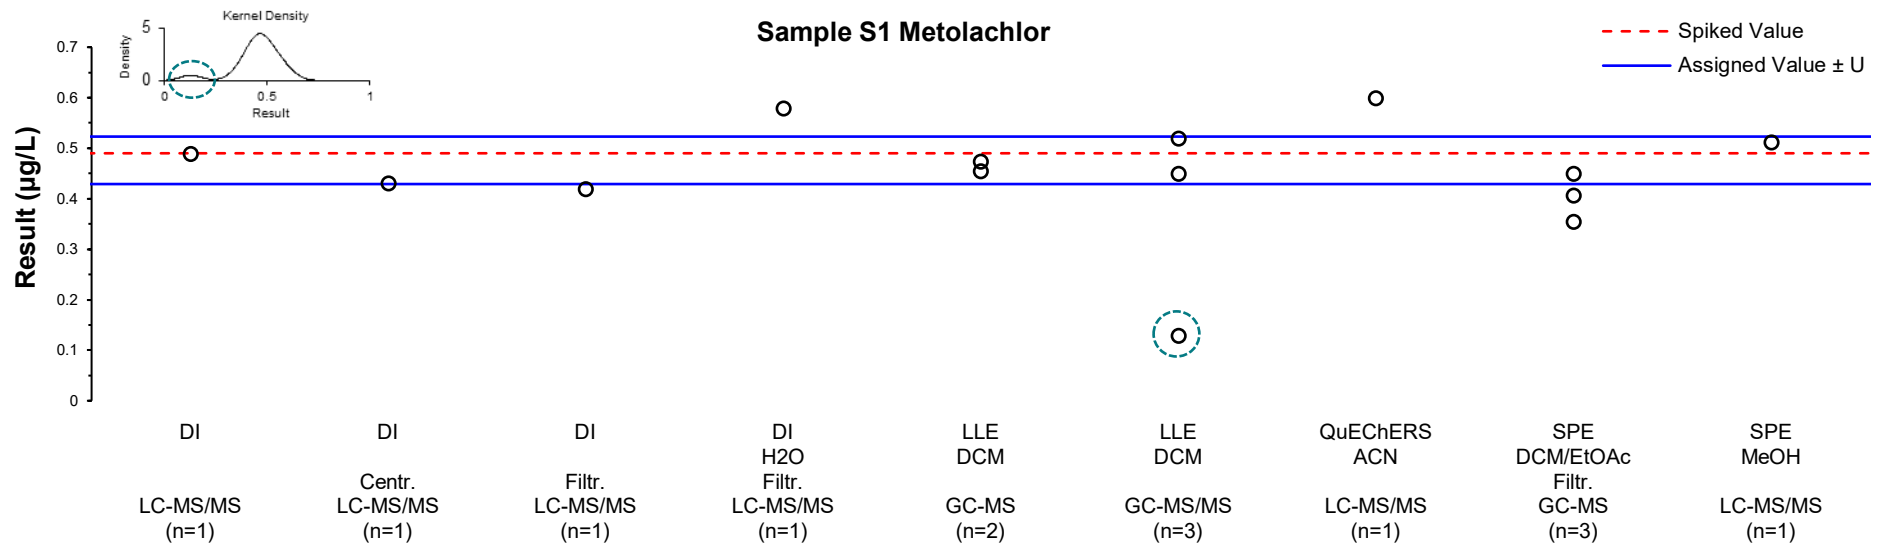 Sample S1 Metolachlor
Kernel Density
Density
5
0
0
0.5
1
Result
Spiked Value
Assigned Value ± U
Result (µg/L)
0.7
0.6
0.5
0.4
0.3
0.2
0.1
0
DI
LC-MS/MS
(n=1)
DI
Centr.
LC-MS/MS
(n=1)
DI
Filtr.
LC-MS/MS
(n=1)
DI
H2O
Filtr.
LC-MS/MS
(n=1)
LLE
DCM
GC-MS
(n=2)
LLE
DCM
GC-MS/MS
(n=3)
QuEChERS
ACN
LC-MS/MS
(n=1)
SPE
DCM/EtOAc
Filtr.
GC-MS
(n=3)
SPE
MeOH
LC-MS/MS
(n=1)